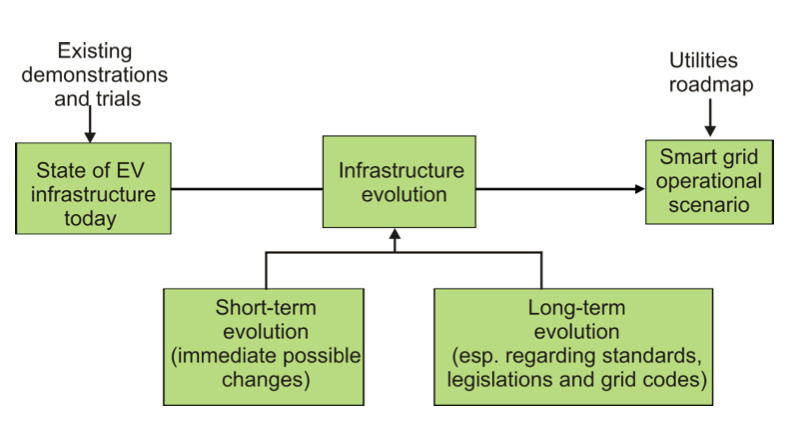 Existing
demonstrations
and trials
Utilities
roadmap
State of EV
infrastructure
today
Infrastructure
evolution
Smart grid
operational
scenario
Short-term
evolution
(immediate possible
changes)
Long-term
evolution
(esp. regarding standards,
legislations and grid codes)